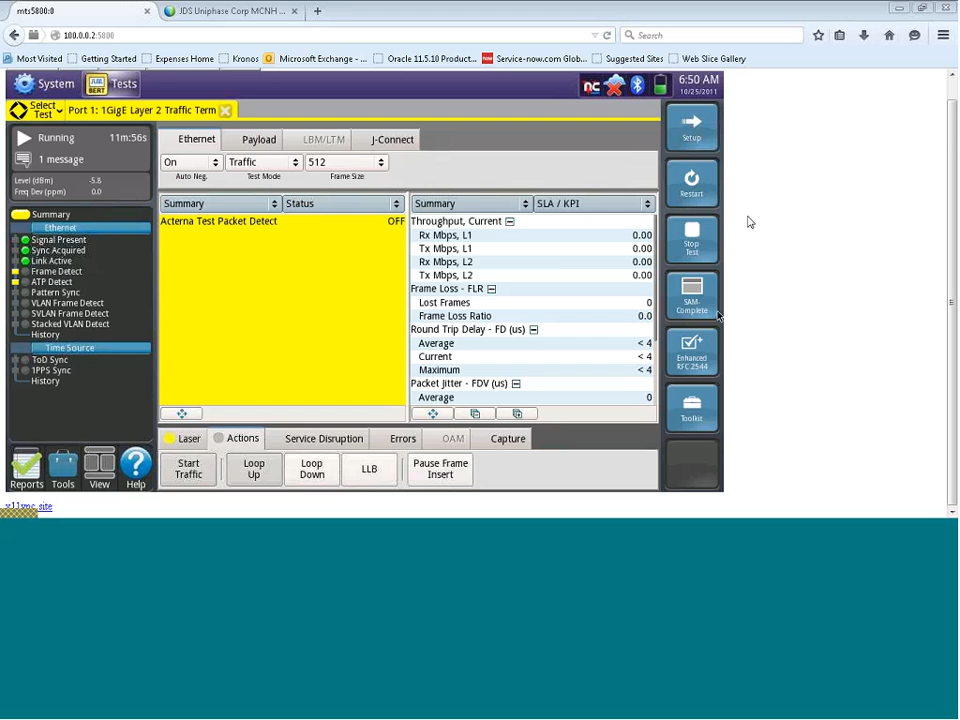 mts5800:0
JDS Uniphase Corp MCNH ...
100.0.0.2:5800
Search
Most Visited
Getting Started
Expenses Home
Kronos
Microsoft Exchange - ...
Oracle 11.5.10 Product...
Service-now.com Glob...
Suggested Sites
Web Slice Gallery
System
Tests
6:50 AM
10/25/2011
Select
Test
Port 1: 1GigE Layer 2 Traffic Term
Running 11m:56s
1 message
Level (dBm) -5.8
Freq Dev (ppm) 0.0
Summary
Ethernet
Signal Present
Sync Acquired
Link Active
Frame Detect
ATP Detect
Pattern Sync
VLAN Frame Detect
SVLAN Frame Detect
Stacked VLAN Detect
History
Time Source
ToD Sync
1PPS Sync
History
Reports
Tools
View
Help
Ethernet
Payload
LBM/LTM
J-Connect
On
Traffic
512
Auto Neg.
Test Mode
Frame Size
Summary
Status
Acterna Test Packet Detect OFF
Summary
SLA / KPI
Throughput, Current
Rx Mbps, L1 0.00
Tx Mbps, L1 0.00
Rx Mbps, L2 0.00
Tx Mbps, L2 0.00
Frame Loss - FLR
Lost Frames 0
Frame Loss Ratio 0.0
Round Trip Delay - FD (us)
Average < 4
Current < 4
Maximum < 4
Packet Jitter - FDV (us)
Average 0
Laser
Actions
Service Disruption
Errors
OAM
Capture
Start
Traffic
Loop
Up
Loop
Down
LLB
Pause Frame
Insert
Setup
Restart
Stop
Test
SAM-
Complete
Enhanced
RFC 2544
Toolkit